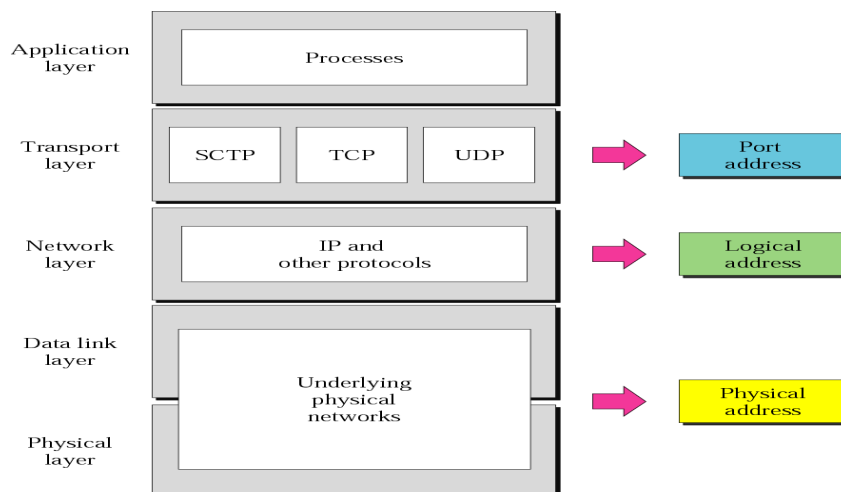 Application
layer
Processes
Transport
layer
SCTP
TCP
UDP
Port
address
Network
layer
IP and
other protocols
Logical
address
Data link
layer
Underlying
physical
networks
Physical
address
Physical
layer